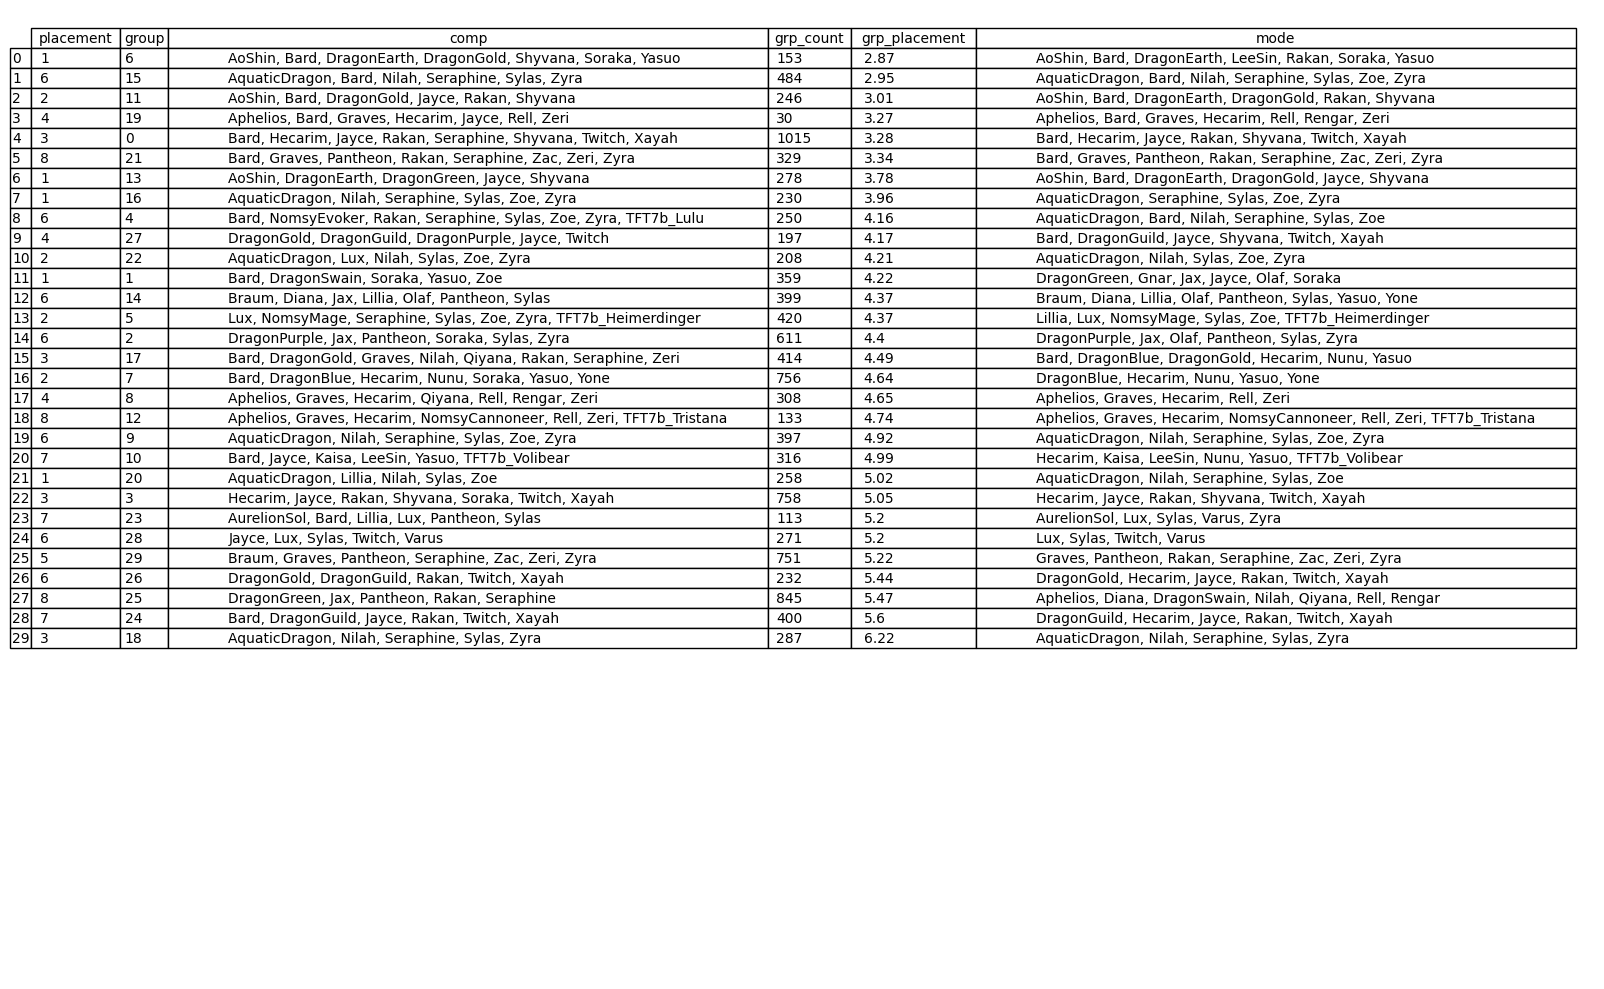 placement group comp grp_count grp_placement mode
0 1 6 AoShin, Bard, DragonEarth, DragonGold, Shyvana, Soraka, Yasuo 153 2.87 AoShin, Bard, DragonEarth, LeeSin, Rakan, Soraka, Yasuo
1 6 15 AquaticDragon, Bard, Nilah, Seraphine, Sylas, Zyra 484 2.95 AquaticDragon, Bard, Nilah, Seraphine, Sylas, Zoe, Zyra
2 2 11 AoShin, Bard, DragonGold, Jayce, Rakan, Shyvana 246 3.01 AoShin, Bard, DragonEarth, DragonGold, Rakan, Shyvana
3 4 19 Aphelios, Bard, Graves, Hecarim, Jayce, Rell, Zeri 30 3.27 Aphelios, Bard, Graves, Hecarim, Rell, Rengar, Zeri
4 3 0 Bard, Hecarim, Jayce, Rakan, Seraphine, Shyvana, Twitch, Xayah 1015 3.28 Bard, Hecarim, Jayce, Rakan, Shyvana, Twitch, Xayah
5 8 21 Bard, Graves, Pantheon, Rakan, Seraphine, Zac, Zeri, Zyra 329 3.34 Bard, Graves, Pantheon, Rakan, Seraphine, Zac, Zeri, Zyra
6 1 13 AoShin, DragonEarth, DragonGreen, Jayce, Shyvana 278 3.78 AoShin, Bard, DragonEarth, DragonGold, Jayce, Shyvana
7 1 16 AquaticDragon, Nilah, Seraphine, Sylas, Zoe, Zyra 230 3.96 AquaticDragon, Seraphine, Sylas, Zoe, Zyra
8 6 4 Bard, NomsyEvoker, Rakan, Seraphine, Sylas, Zoe, Zyra, TFT7b_Lulu 250 4.16 AquaticDragon, Bard, Nilah, Seraphine, Sylas, Zoe
9 4 27 DragonGold, DragonGuild, DragonPurple, Jayce, Twitch 197 4.17 Bard, DragonGuild, Jayce, Shyvana, Twitch, Xayah
10 2 22 AquaticDragon, Lux, Nilah, Sylas, Zoe, Zyra 208 4.21 AquaticDragon, Nilah, Sylas, Zoe, Zyra
11 1 1 Bard, DragonSwain, Soraka, Yasuo, Zoe 359 4.22 DragonGreen, Gnar, Jax, Jayce, Olaf, Soraka
12 6 14 Braum, Diana, Jax, Lillia, Olaf, Pantheon, Sylas 399 4.37 Braum, Diana, Lillia, Olaf, Pantheon, Sylas, Yasuo, Yone
13 2 5 Lux, NomsyMage, Seraphine, Sylas, Zoe, Zyra, TFT7b_Heimerdinger 420 4.37 Lillia, Lux, NomsyMage, Sylas, Zoe, TFT7b_Heimerdinger
14 6 2 DragonPurple, Jax, Pantheon, Soraka, Sylas, Zyra 611 4.4 DragonPurple, Jax, Olaf, Pantheon, Sylas, Zyra
15 3 17 Bard, DragonGold, Graves, Nilah, Qiyana, Rakan, Seraphine, Zeri 414 4.49 Bard, DragonBlue, DragonGold, Hecarim, Nunu, Yasuo
16 2 7 Bard, DragonBlue, Hecarim, Nunu, Soraka, Yasuo, Yone 756 4.64 DragonBlue, Hecarim, Nunu, Yasuo, Yone
17 4 8 Aphelios, Graves, Hecarim, Qiyana, Rell, Rengar, Zeri 308 4.65 Aphelios, Graves, Hecarim, Rell, Zeri
18 8 12 Aphelios, Graves, Hecarim, NomsyCannoneer, Rell, Zeri, TFT7b_Tristana 133 4.74 Aphelios, Graves, Hecarim, NomsyCannoneer, Rell, Zeri, TFT7b_Tristana
19 6 9 AquaticDragon, Nilah, Seraphine, Sylas, Zoe, Zyra 397 4.92 AquaticDragon, Nilah, Seraphine, Sylas, Zoe, Zyra
20 7 10 Bard, Jayce, Kaisa, LeeSin, Yasuo, TFT7b_Volibear 316 4.99 Hecarim, Kaisa, LeeSin, Nunu, Yasuo, TFT7b_Volibear
21 1 20 AquaticDragon, Lillia, Nilah, Sylas, Zoe 258 5.02 AquaticDragon, Nilah, Seraphine, Sylas, Zoe
22 3 3 Hecarim, Jayce, Rakan, Shyvana, Soraka, Twitch, Xayah 758 5.05 Hecarim, Jayce, Rakan, Shyvana, Twitch, Xayah
23 7 23 AurelionSol, Bard, Lillia, Lux, Pantheon, Sylas 113 5.2 AurelionSol, Lux, Sylas, Varus, Zyra
24 6 28 Jayce, Lux, Sylas, Twitch, Varus 271 5.2 Lux, Sylas, Twitch, Varus
25 5 29 Braum, Graves, Pantheon, Seraphine, Zac, Zeri, Zyra 751 5.22 Graves, Pantheon, Rakan, Seraphine, Zac, Zeri, Zyra
26 6 26 DragonGold, DragonGuild, Rakan, Twitch, Xayah 232 5.44 DragonGold, Hecarim, Jayce, Rakan, Twitch, Xayah
27 8 25 DragonGreen, Jax, Pantheon, Rakan, Seraphine 845 5.47 Aphelios, Diana, DragonSwain, Nilah, Qiyana, Rell, Rengar
28 7 24 Bard, DragonGuild, Jayce, Rakan, Twitch, Xayah 400 5.6 DragonGuild, Hecarim, Jayce, Rakan, Twitch, Xayah
29 3 18 AquaticDragon, Nilah, Seraphine, Sylas, Zyra 287 6.22 AquaticDragon, Nilah, Seraphine, Sylas, Zyra